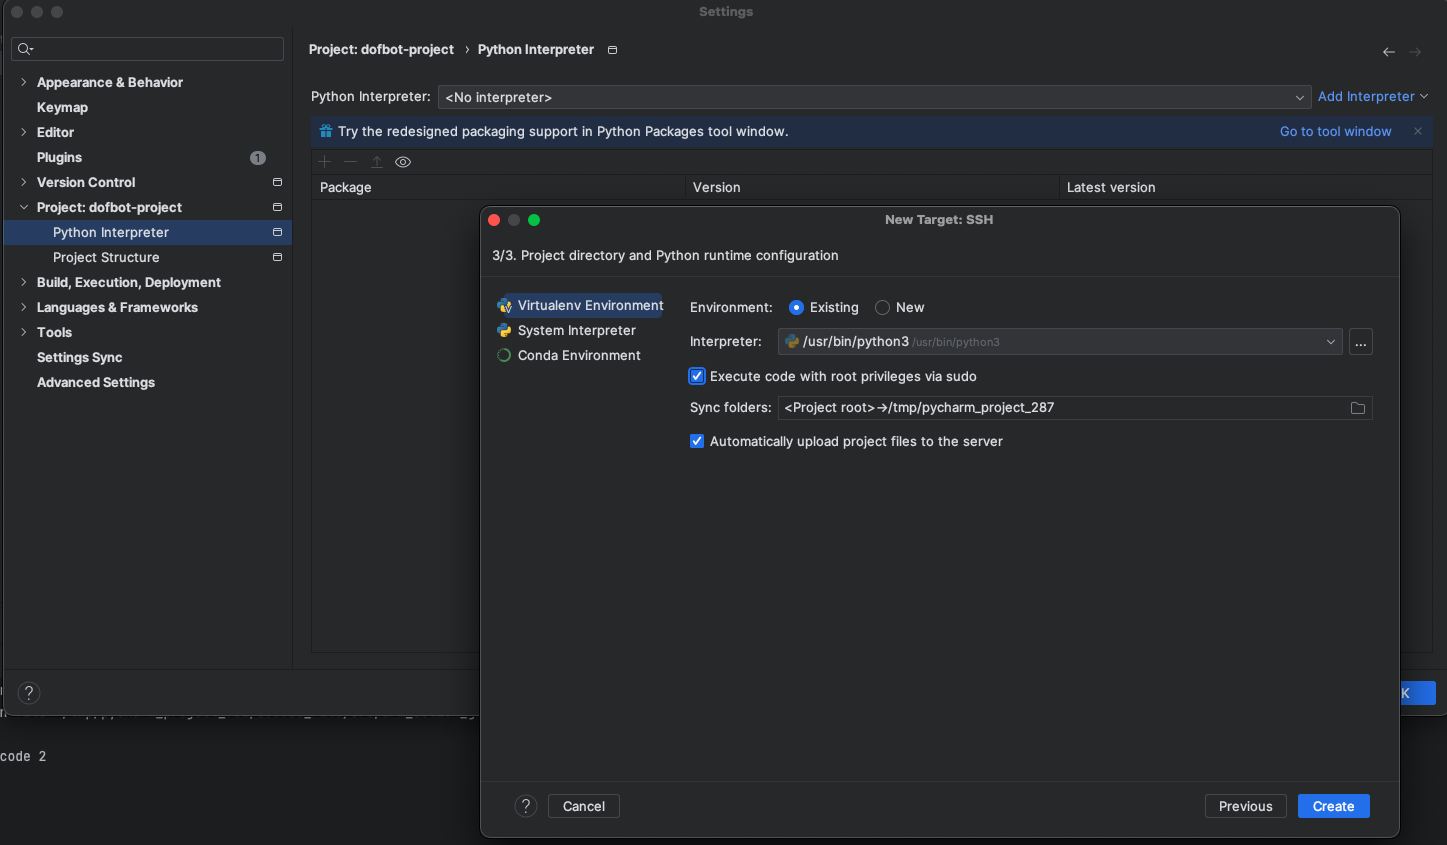 Settings
Project: dofbot-project › Python Interpreter
Appearance & Behavior
Keymap
Editor
Plugins 1
Version Control
Project: dofbot-project
Python Interpreter
Project Structure
Build, Execution, Deployment
Languages & Frameworks
Tools
Settings Sync
Advanced Settings
Python Interpreter: <No interpreter> Add Interpreter
Try the redesigned packaging support in Python Packages tool window. Go to tool window
Package Version Latest version
New Target: SSH
3/3. Project directory and Python runtime configuration
Virtualenv Environment
System Interpreter
Conda Environment
Environment: Existing New
Interpreter: /usr/bin/python3 /usr/bin/python3 ...
Execute code with root privileges via sudo
Sync folders: <Project root>→/tmp/pycharm_project_287
Automatically upload project files to the server
? Cancel Previous Create
?
K
code 2